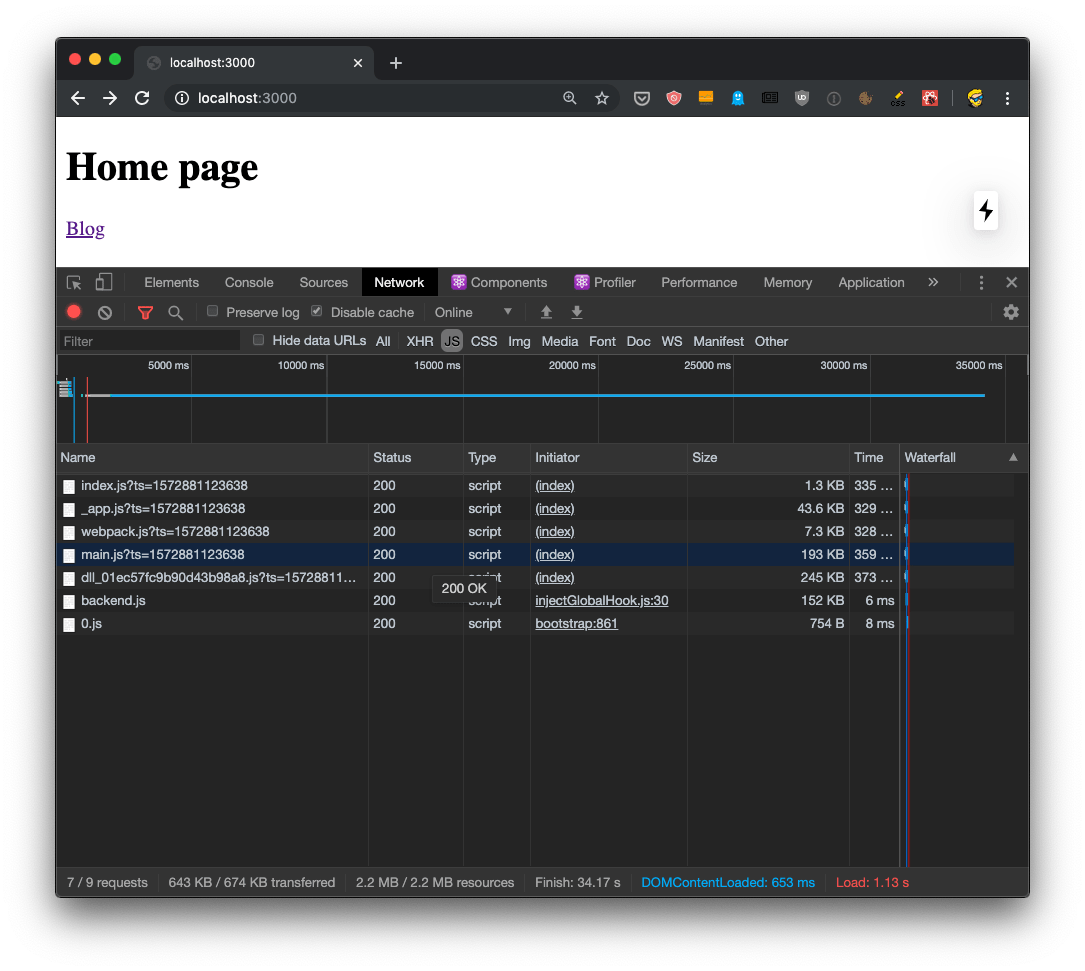 localhost:3000
localhost:3000
Home page
Blog
Elements Console Sources Network Components Profiler Performance Memory Application
Preserve log Disable cache Online
Filter Hide data URLs All XHR JS CSS Img Media Font Doc WS Manifest Other
5000 ms 10000 ms 15000 ms 20000 ms 25000 ms 30000 ms 35000 ms
Name Status Type Initiator Size Time Waterfall
index.js?ts=1572881123638 200 script (index) 1.3 KB 335 ...
_app.js?ts=1572881123638 200 script (index) 43.6 KB 329 ...
webpack.js?ts=1572881123638 200 script (index) 7.3 KB 328 ...
main.js?ts=1572881123638 200 script (index) 193 KB 359 ...
dll_01ec57fc9b90d43b98a8.js?ts=15728811... 200 script (index) 245 KB 373 ...
200 OK
backend.js 200 script injectGlobalHook.js:30 152 KB 6 ms
0.js 200 script bootstrap:861 754 B 8 ms
7 / 9 requests 643 KB / 674 KB transferred 2.2 MB / 2.2 MB resources Finish: 34.17 s DOMContentLoaded: 653 ms Load: 1.13 s